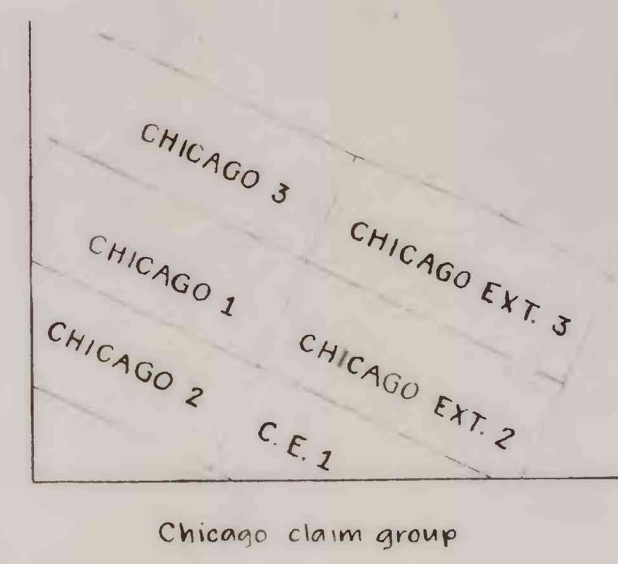 CHICAGO 3
CHICAGO EXT. 3
CHICAGO 1
CHICAGO EXT. 2
CHICAGO 2
C. E. 1
Chicago claim group